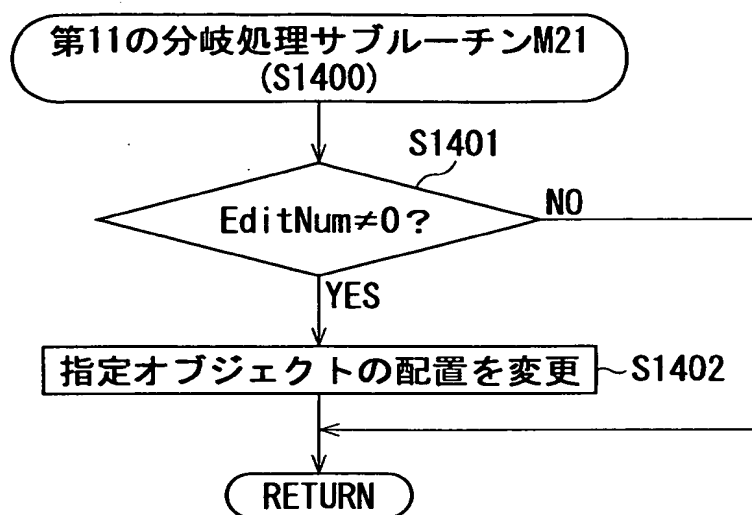 第11の分岐処理サブルーチンM21
(S1400)
S1401
EditNum≠0?
NO
YES
指定オブジェクトの配置を変更
S1402
RETURN